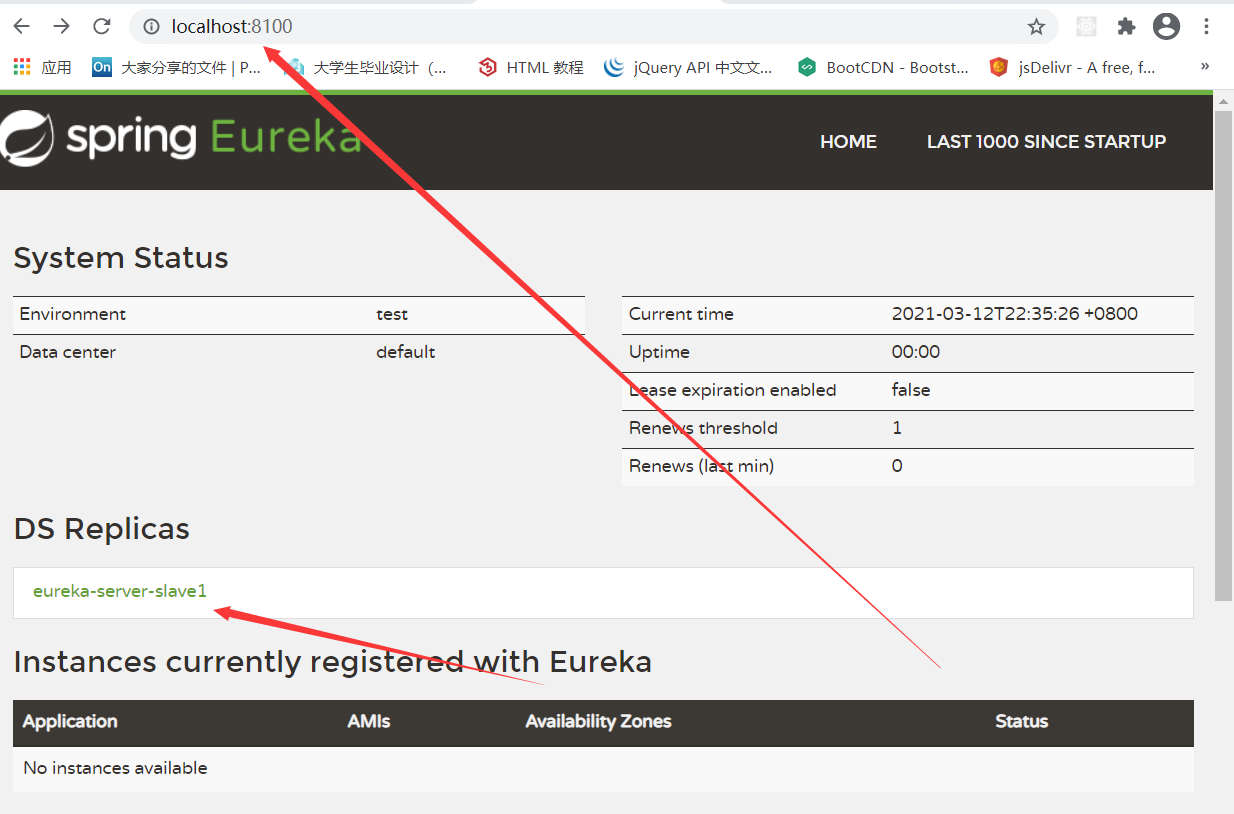 localhost:8100
应用 On 大家分享的文件 | P... 大学生毕业设计（... HTML 教程 jQuery API 中文文... BootCDN - Bootst... jsDelivr - A free, f... »
spring Eureka HOME LAST 1000 SINCE STARTUP
System Status
Environment test
Data center default
Current time 2021-03-12T22:35:26 +0800
Uptime 00:00
Lease expiration enabled false
Renews threshold 1
Renews (last min) 0
DS Replicas
eureka-server-slave1
Instances currently registered with Eureka
Application AMIs Availability Zones Status
No instances available